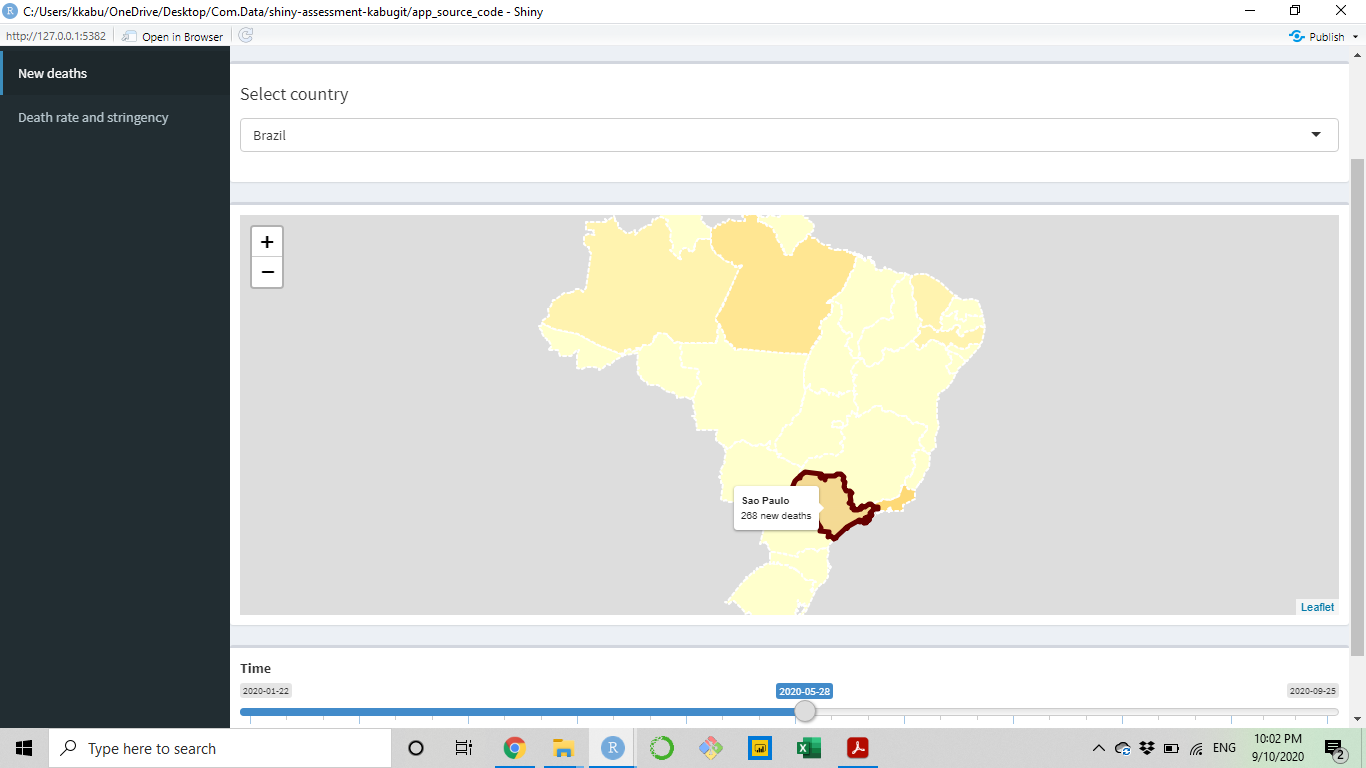 C:/Users/kkabu/OneDrive/Desktop/Com.Data/shiny-assessment-kabugit/app_source_code - Shiny
http://127.0.0.1:5382
Open in Browser
Publish
New deaths
Death rate and stringency
Select country
Brazil
+
−
Sao Paulo
268 new deaths
Leaflet
Time
2020-01-22
2020-05-28
2020-09-25
Type here to search
ENG
10:02 PM
9/10/2020
2